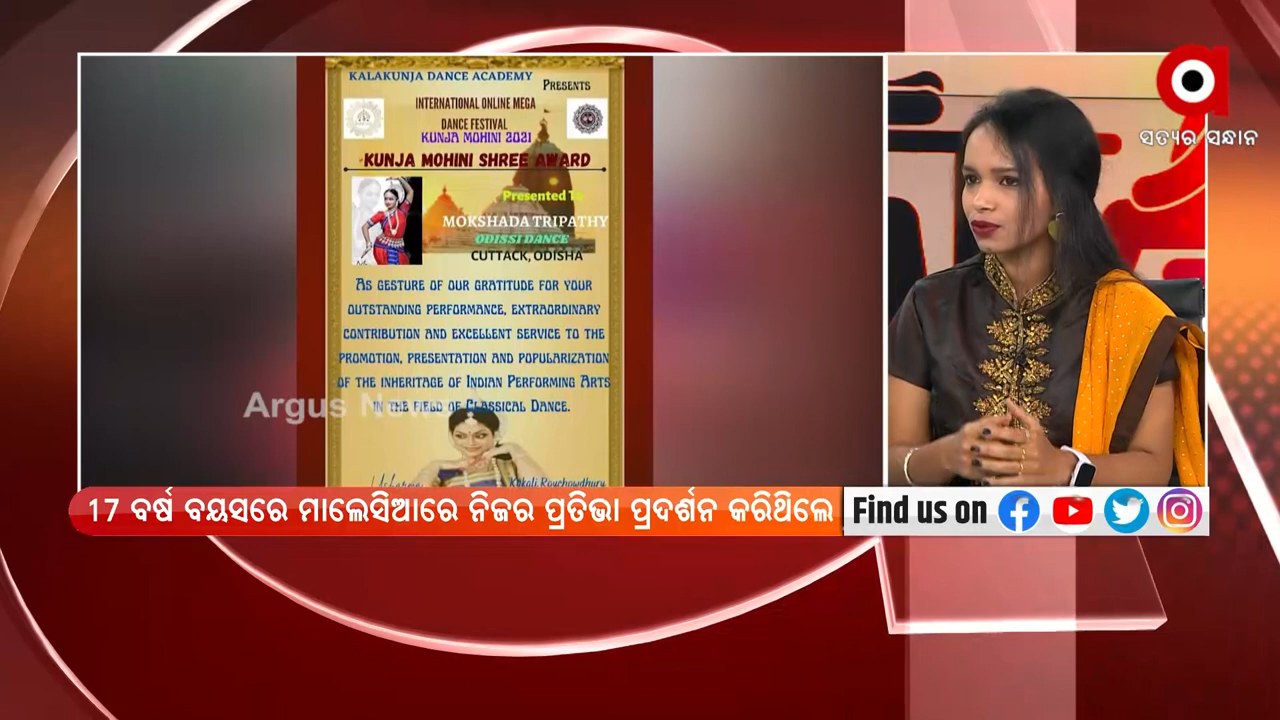 KALAKUNJA DANCE ACADEMY
PRESENTS
INTERNATIONAL ONLINE MEGA
DANCE FESTIVAL
KUNJA MOHINI 2021
KUNJA MOHINI SHREE AWARD
Presented To
MOKSHADA TRIPATHY
ODISSI DANCE
CUTTACK, ODISHA
AS GESTURE OF OUR GRATITUDE FOR YOUR
OUTSTANDING PERFORMANCE, EXTRAORDINARY
CONTRIBUTION AND EXCELLENT SERVICE TO THE
PROMOTION, PRESENTATION AND POPULARIZATION
OF THE INHERITAGE OF INDIAN PERFORMING ARTS
IN THE FIELD OF CLASSICAL DANCE.
Argus News
Kakali Roychowdhury
ସତ୍ୟର ସନ୍ଧାନ
17 ବର୍ଷ ବୟସରେ ମାଲେସିଆରେ ନିଜର ପ୍ରତିଭା ପ୍ରଦର୍ଶନ କରିଥିଲେ
Find us on